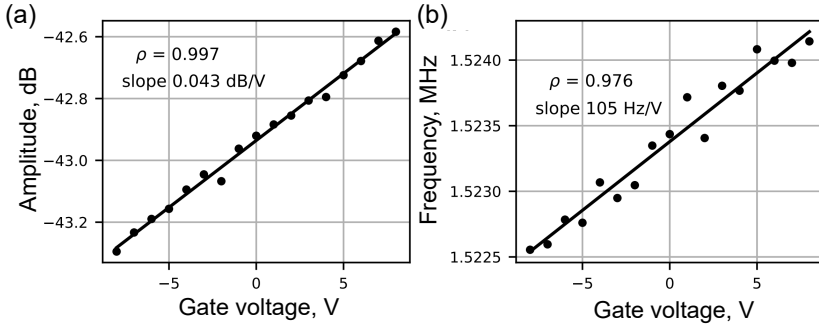 (a)
Amplitude, dB
−42.6
−42.8
−43.0
−43.2
ρ = 0.997
slope 0.043 dB/V
−5
0
5
Gate voltage, V
(b)
Frequency, MHz
1.5240
1.5235
1.5230
1.5225
ρ = 0.976
slope 105 Hz/V
−5
0
5
Gate voltage, V